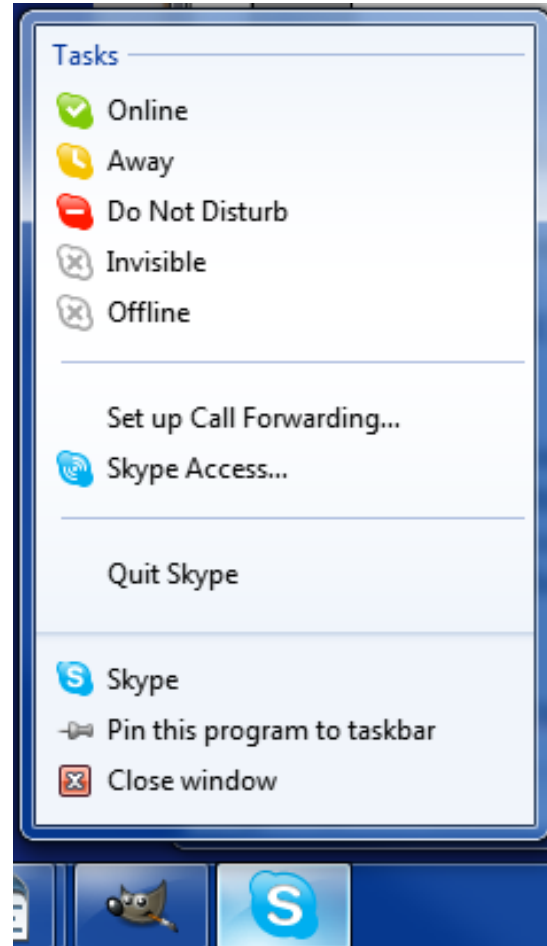 Tasks
Online
Away
Do Not Disturb
Invisible
Offline
Set up Call Forwarding...
Skype Access...
Quit Skype
Skype
Pin this program to taskbar
Close window